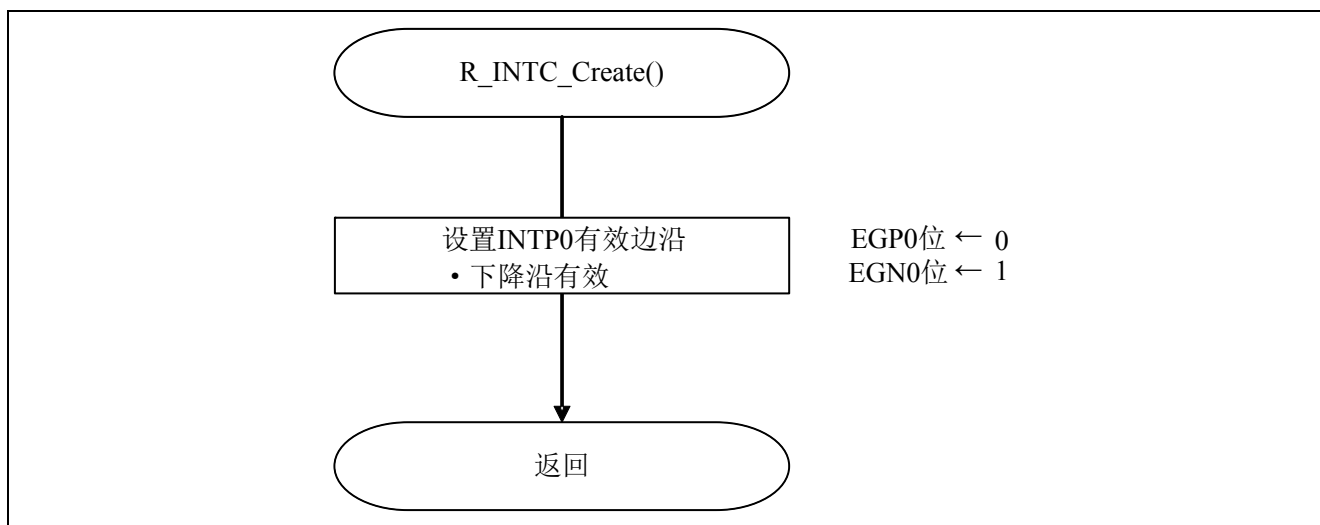 R_INTC_Create()
设置INTP0有效边沿
·下降沿有效
EGP0位 ← 0
EGN0位 ← 1
返回